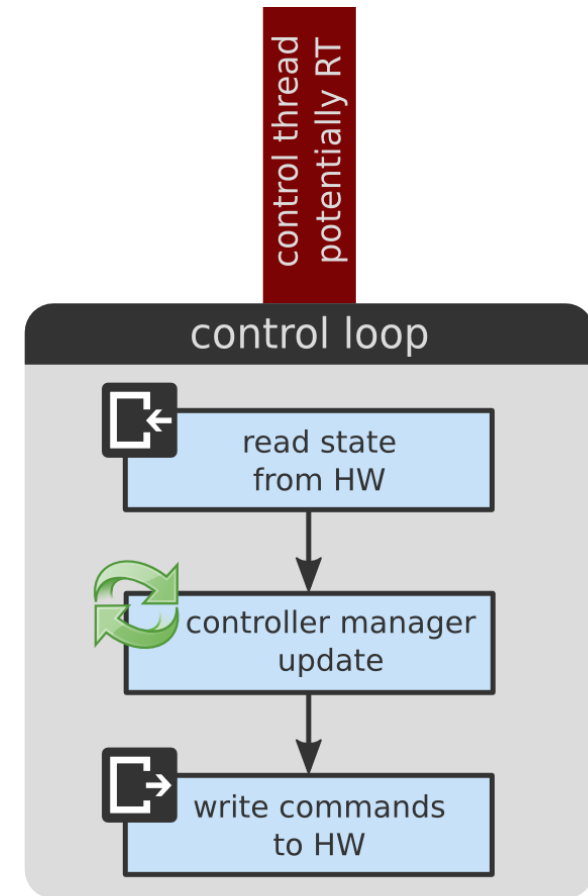 control thread
potentially RT
control loop
read state
from HW
controller manager
update
write commands
to HW